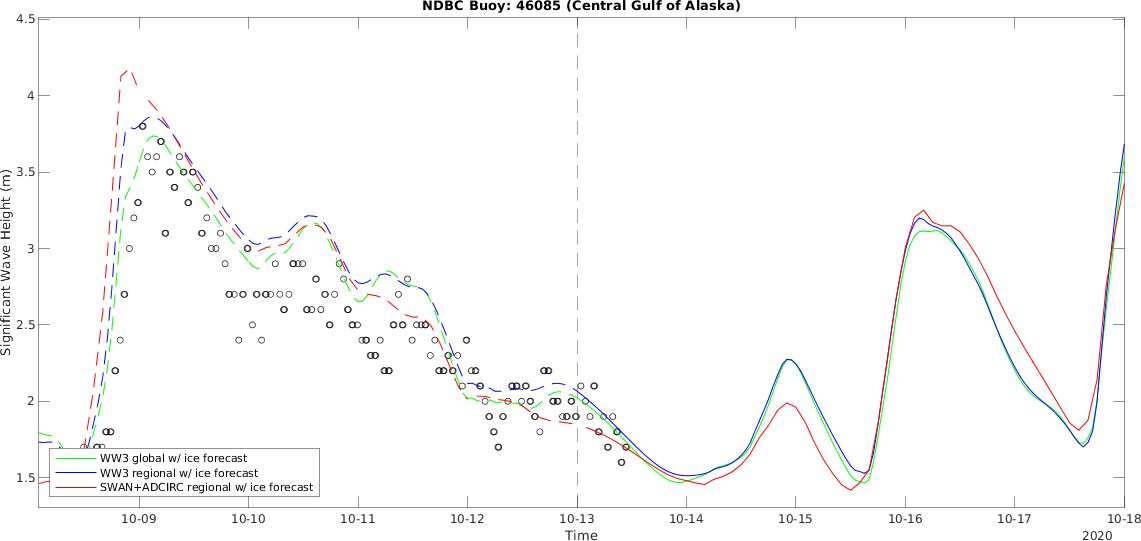 NDBC Buoy: 46085 (Central Gulf of Alaska)
Significant Wave Height (m)
4.5
4
3.5
3
2.5
2
1.5
WW3 global w/ ice forecast
WW3 regional w/ ice forecast
SWAN+ADCIRC regional w/ ice forecast
10-09 10-10 10-11 10-12 10-13 10-14 10-15 10-16 10-17 10-18
Time
2020